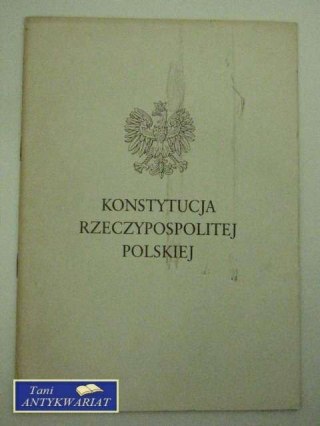 KONSTYTUCJA
RZECZYPOSPOLITEJ
POLSKIEJ
Tani
ANTYKWARIAT